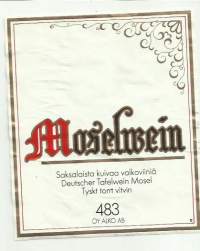 Moselwein
Saksalaista kuivaa valkoviiniä
Deutscher Tafelwein Mosel
Tyskt torrt vitvin
483
OY ALKO AB